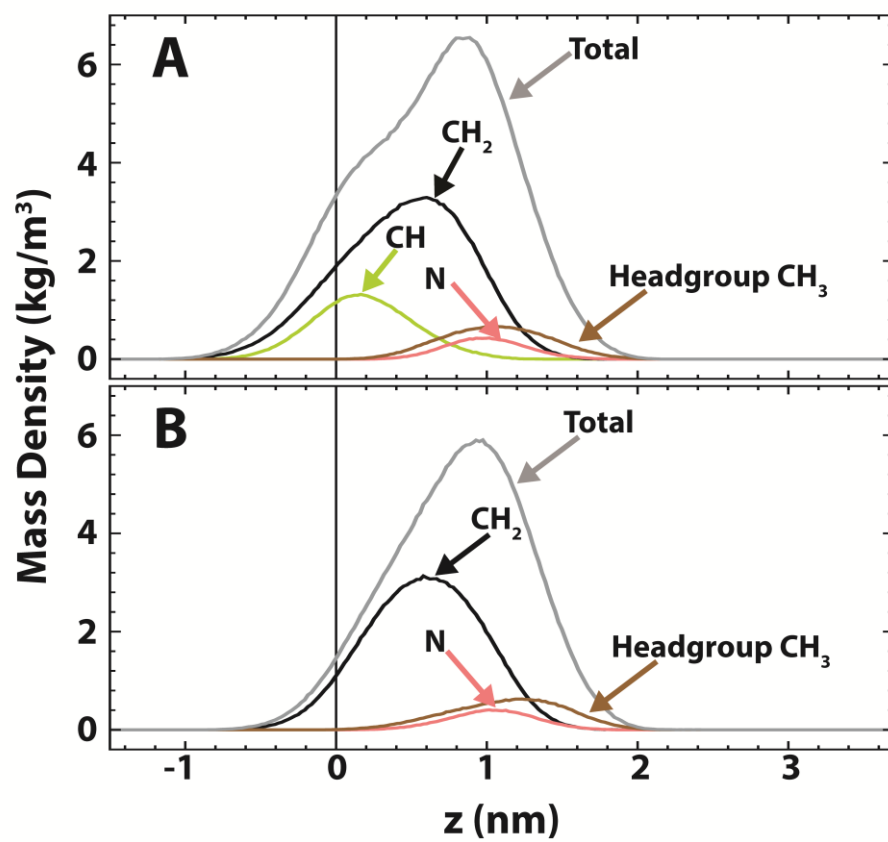 A
Total
6
CH₂
4
CH
2
N
Headgroup CH₃
0
B
Total
6
CH₂
4
N
2
Headgroup CH₃
0
-1 0 1 2 3
z (nm)
Mass Density (kg/m³)